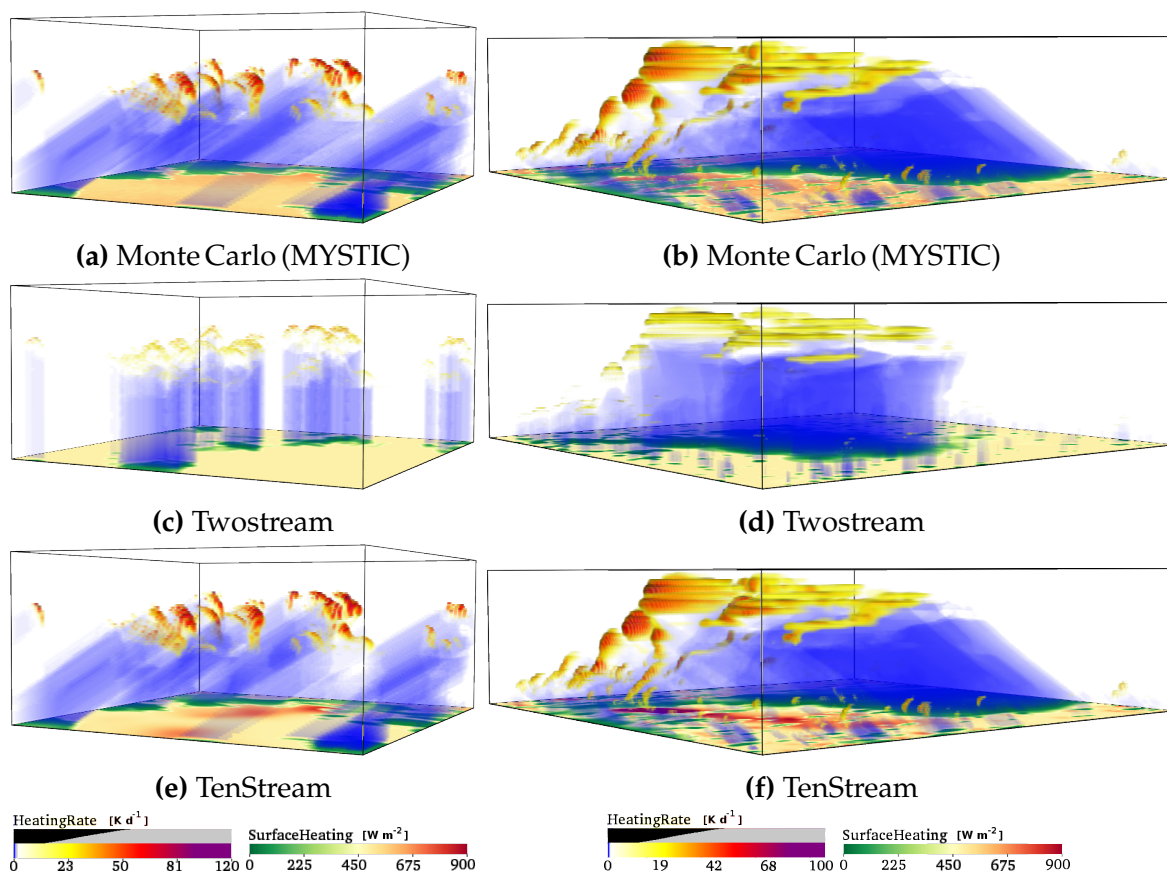 (a) Monte Carlo (MYSTIC)
(b) Monte Carlo (MYSTIC)
(c) Twostream
(d) Twostream
(e) TenStream
(f) TenStream
HeatingRate [K d⁻¹]
0 23 50 81 120
SurfaceHeating [W m⁻²]
0 225 450 675 900
HeatingRate [K d⁻¹]
0 19 42 68 100
SurfaceHeating [W m⁻²]
0 225 450 675 900